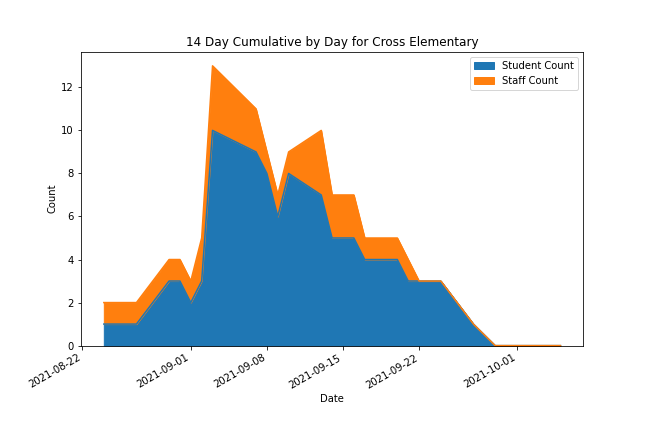 14 Day Cumulative by Day for Cross Elementary
Student Count
Staff Count
12
10
8
6
4
2
0
Count
2021-08-22
2021-09-01
2021-09-08
2021-09-15
2021-09-22
2021-10-01
Date